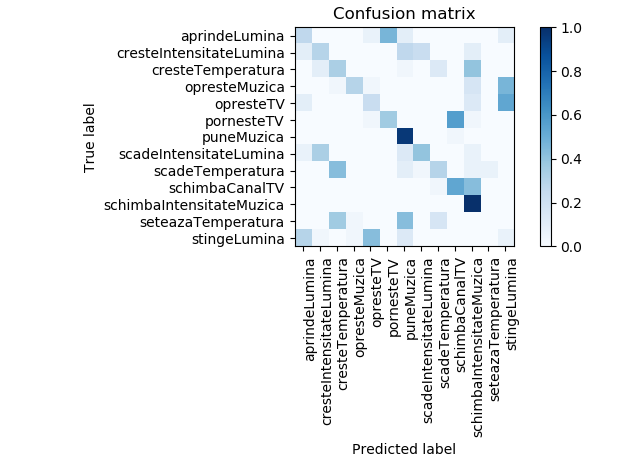 Confusion matrix
True label
aprindeLumina
cresteIntensitateLumina
cresteTemperatura
opresteMuzica
opresteTV
pornesteTV
puneMuzica
scadeIntensitateLumina
scadeTemperatura
schimbaCanalTV
schimbaIntensitateMuzica
seteazaTemperatura
stingeLumina
aprindeLumina
cresteIntensitateLumina
cresteTemperatura
opresteMuzica
opresteTV
pornesteTV
puneMuzica
scadeIntensitateLumina
scadeTemperatura
schimbaCanalTV
schimbaIntensitateMuzica
seteazaTemperatura
stingeLumina
Predicted label
1.0
0.8
0.6
0.4
0.2
0.0